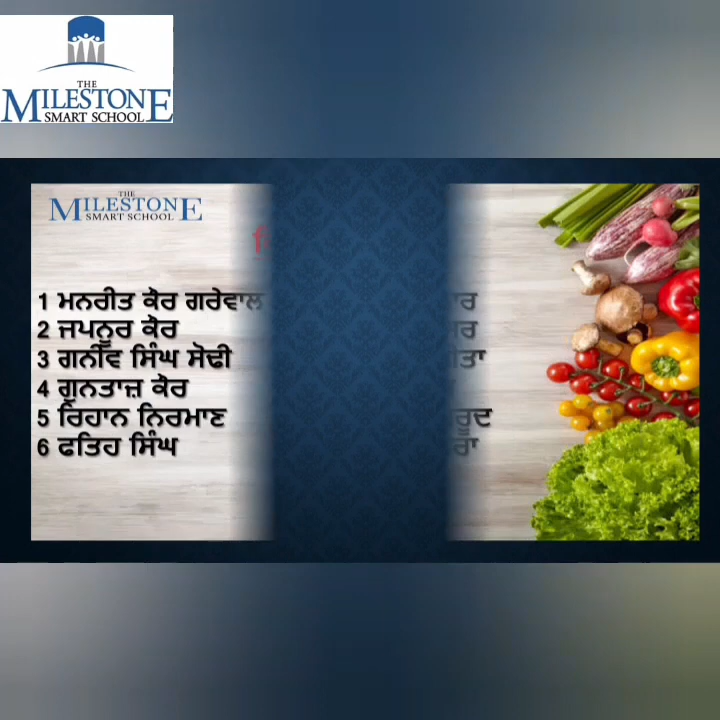 THE
MILESTONE
SMART SCHOOL
THE
MILESTONE
SMART SCHOOL
1 ਮਨਰੀਤ ਕੋਰ ਗਰੇਵਾਲ
2 ਜਪਨੂਰ ਕੋਰ
3 ਗਨੀਵ ਸਿੰਘ ਸੋਢੀ
4 ਗੁਨਤਾਜ਼ ਕੋਰ
5 ਰਿਹਾਨ ਨਿਰਮਾਣ
6 ਫਤਿਹ ਸਿੰਘ